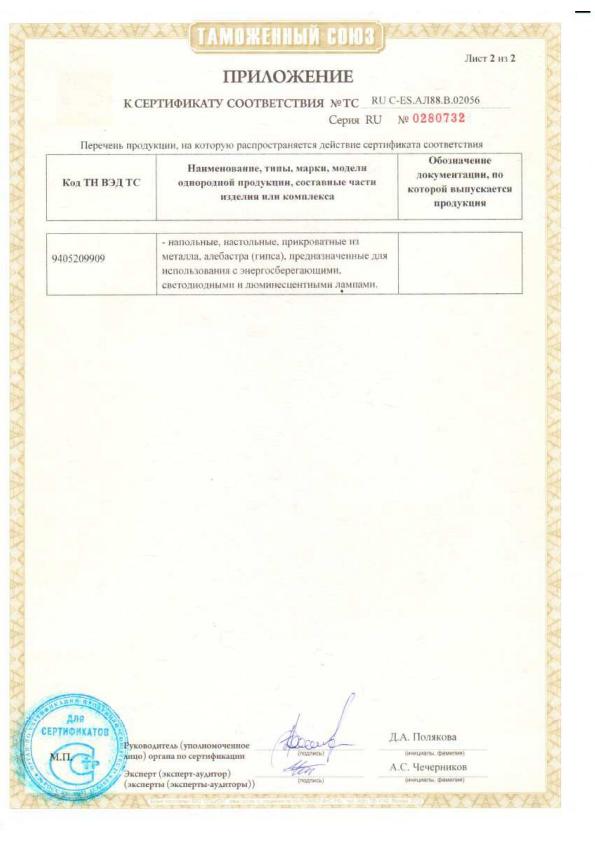 ТАМОЖЕННЫЙ СОЮЗ
Лист 2 из 2
ПРИЛОЖЕНИЕ
К СЕРТИФИКАТУ СООТВЕТСТВИЯ № ТС RU С-ES.АЛ88.В.02056
Серия RU № 0280732
Перечень продукции, на которую распространяется действие сертификата соответствия
Код ТН ВЭД ТС
Наименование, типы, марки, модели
однородной продукции, составные части
изделия или комплекса
Обозначение
документации, по
которой выпускается
продукция
9405209909
- напольные, настольные, прикроватные из
металла, алебастра (гипса), предназначенные для
использования с энергосберегающими,
светодиодными и люминесцентными лампами.
ДЛЯ
СЕРТИФИКАТОВ
М.П.
Руководитель (уполномоченное
лицо) органа по сертификации
(подпись)
Д.А. Полякова
(инициалы, фамилия)
Эксперт (эксперт-аудитор)
(эксперты (эксперты-аудиторы))
(подпись)
А.С. Чечерников
(инициалы, фамилия)